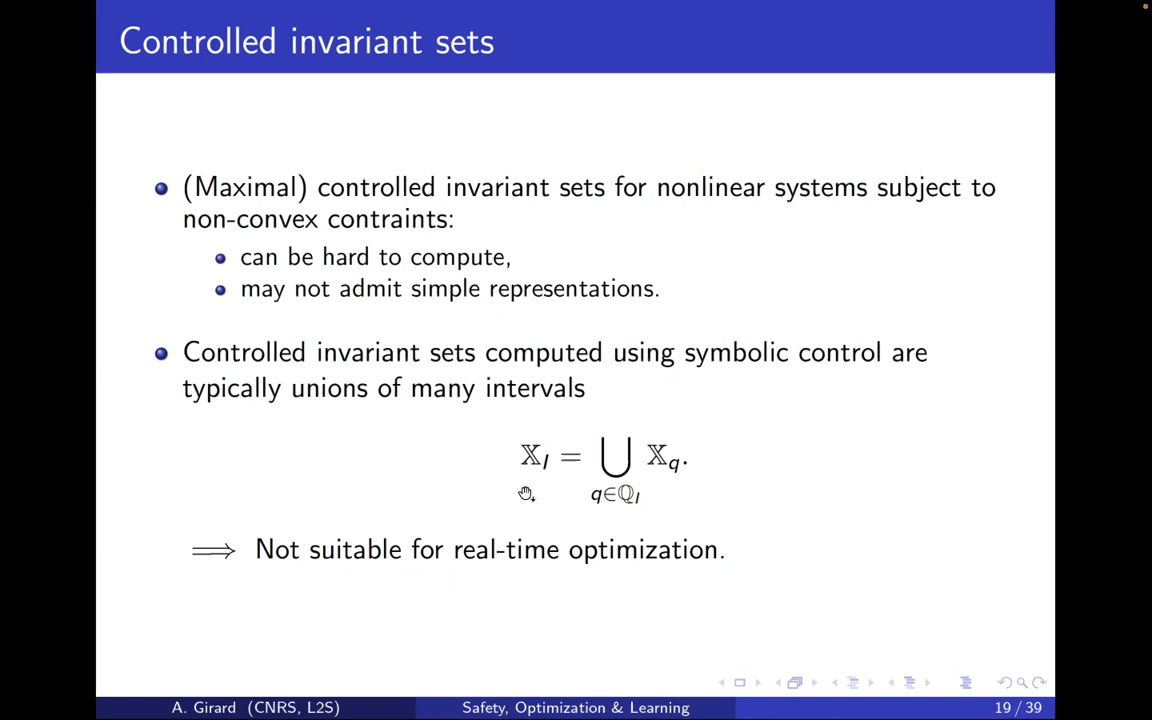 Controlled invariant sets
(Maximal) controlled invariant sets for nonlinear systems subject to
non-convex contraints:
can be hard to compute,
may not admit simple representations.
Controlled invariant sets computed using symbolic control are
typically unions of many intervals
𝕏_I = ⋃_{q∈ℚ_I} 𝕏_q.
⟹ Not suitable for real-time optimization.
A. Girard (CNRS, L2S) Safety, Optimization & Learning 19 / 39